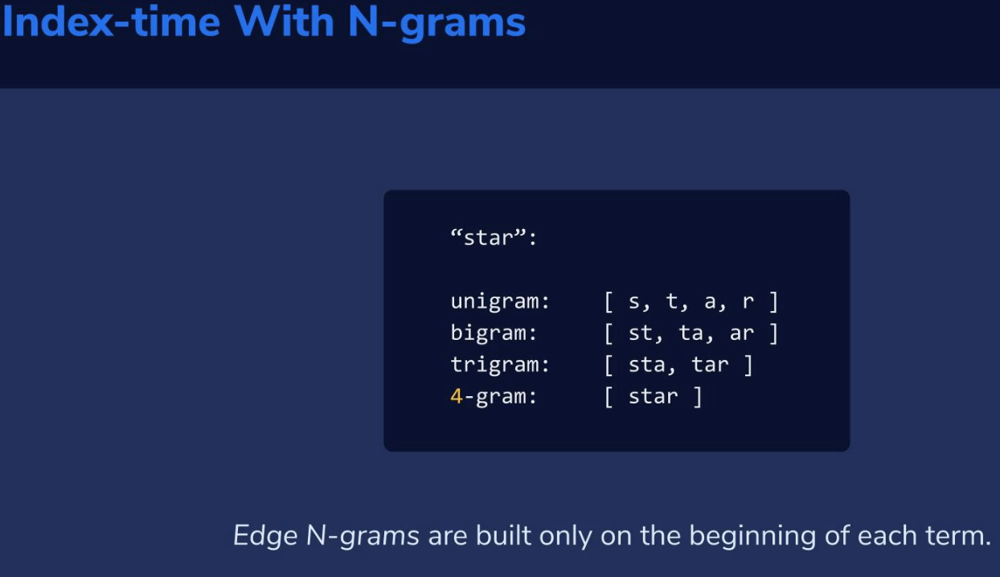 Index-time With N-grams
“star”:
unigram: [ s, t, a, r ]
bigram: [ st, ta, ar ]
trigram: [ sta, tar ]
4-gram: [ star ]
Edge N-grams are built only on the beginning of each term.